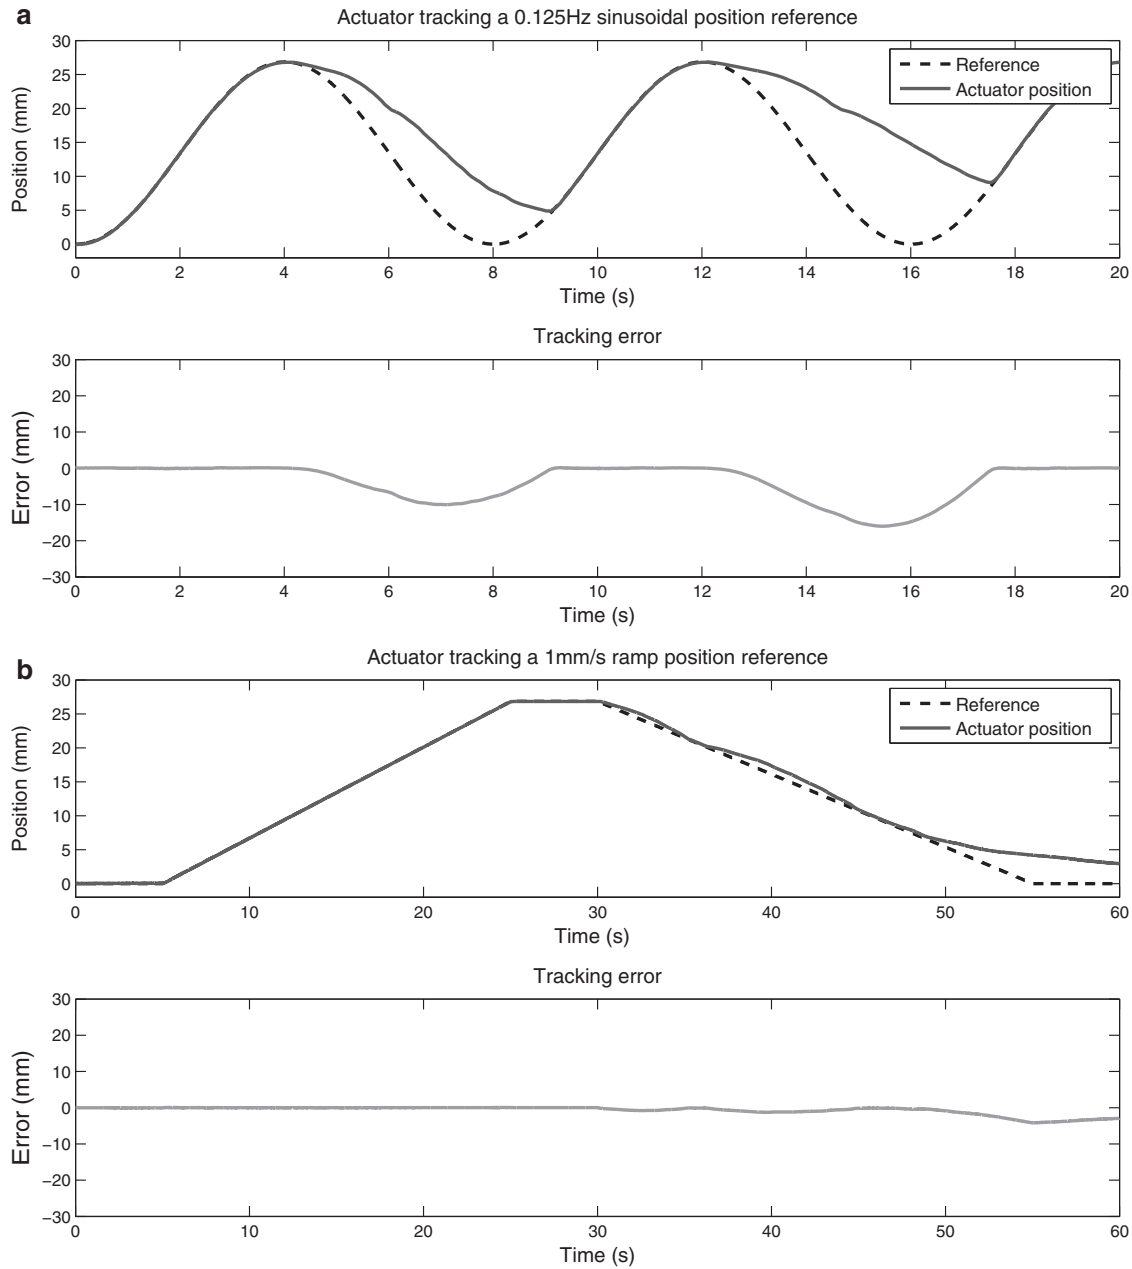 a
Actuator tracking a 0.125Hz sinusoidal position reference
30
25
20
15
10
5
0
Position (mm)
Reference
Actuator position
0 2 4 6 8 10 12 14 16 18 20
Time (s)
Tracking error
30
20
10
0
−10
−20
−30
Error (mm)
0 2 4 6 8 10 12 14 16 18 20
Time (s)
b
Actuator tracking a 1mm/s ramp position reference
30
25
20
15
10
5
0
Position (mm)
Reference
Actuator position
0 10 20 30 40 50 60
Time (s)
Tracking error
30
20
10
0
−10
−20
−30
Error (mm)
0 10 20 30 40 50 60
Time (s)